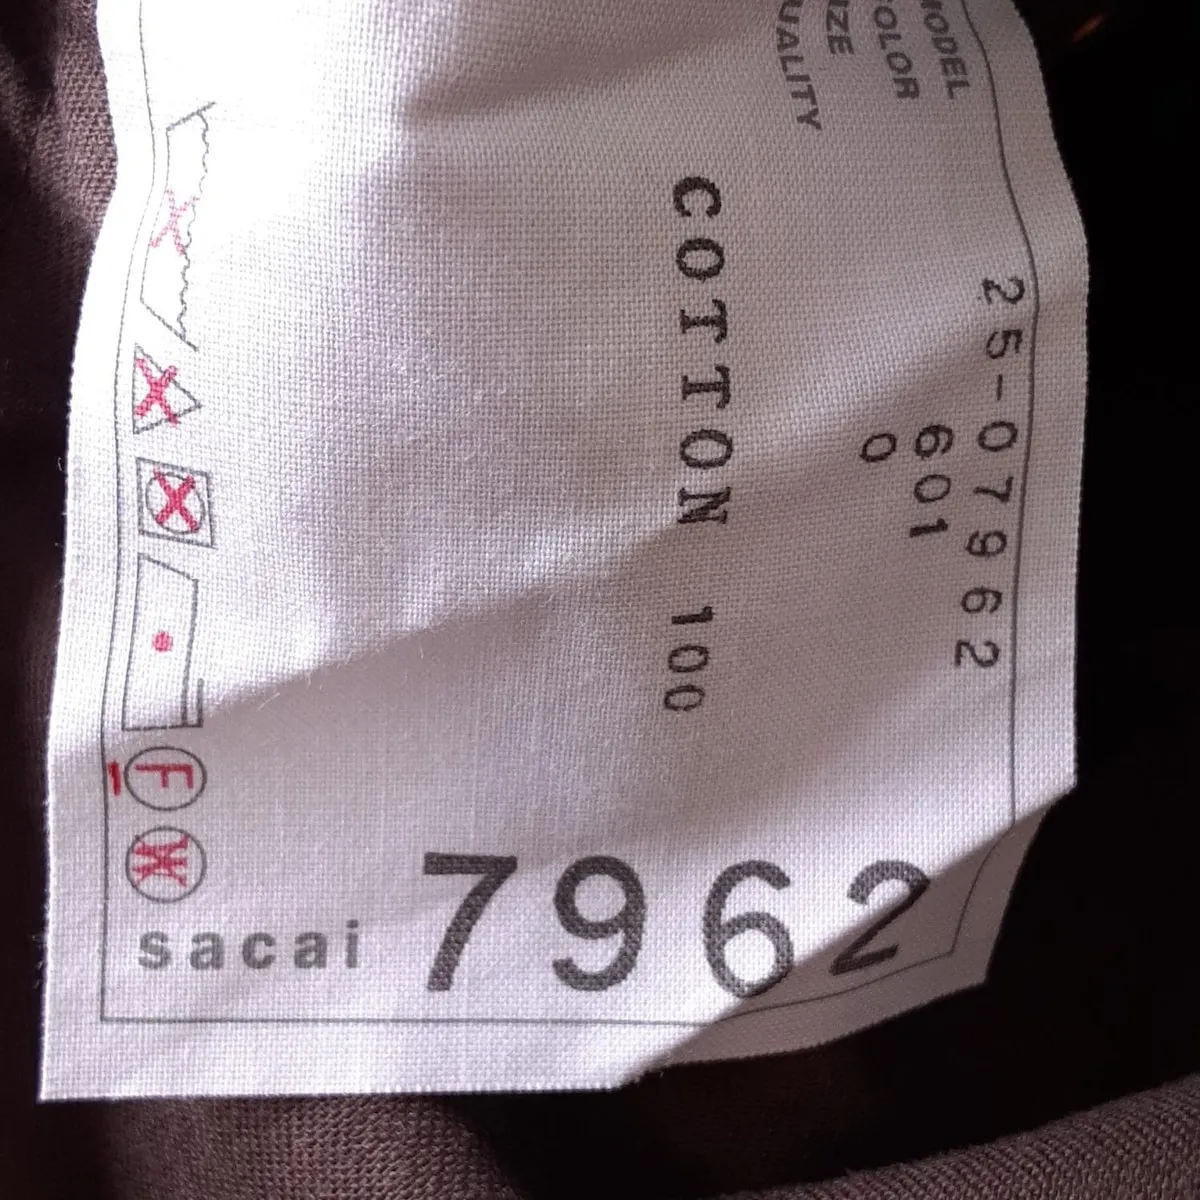 MODEL 25-07962
COLOR 601
SIZE 0
QUALITY
COTTON 100
F
W
sacai
7962